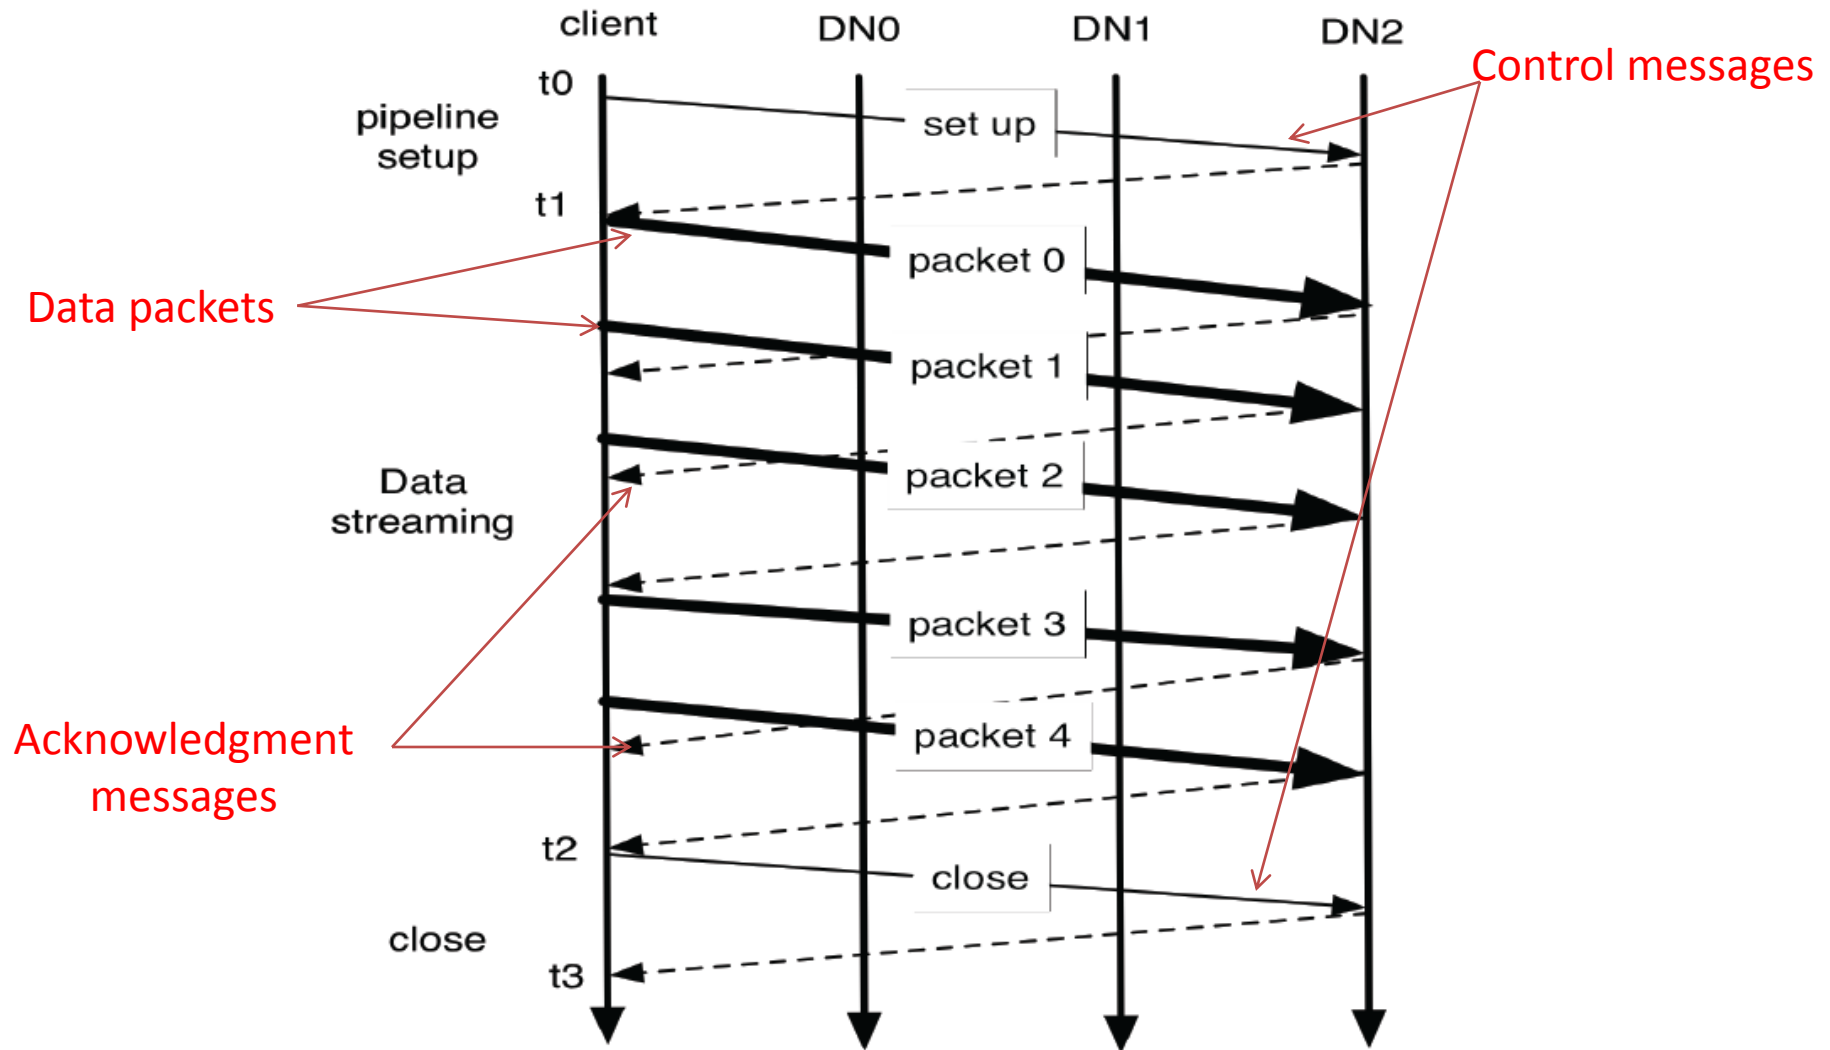 client
DN0
DN1
DN2
Control messages
t0
pipeline
setup
set up
t1
packet 0
Data packets
packet 1
Data
streaming
packet 2
packet 3
Acknowledgment
messages
packet 4
t2
close
close
t3